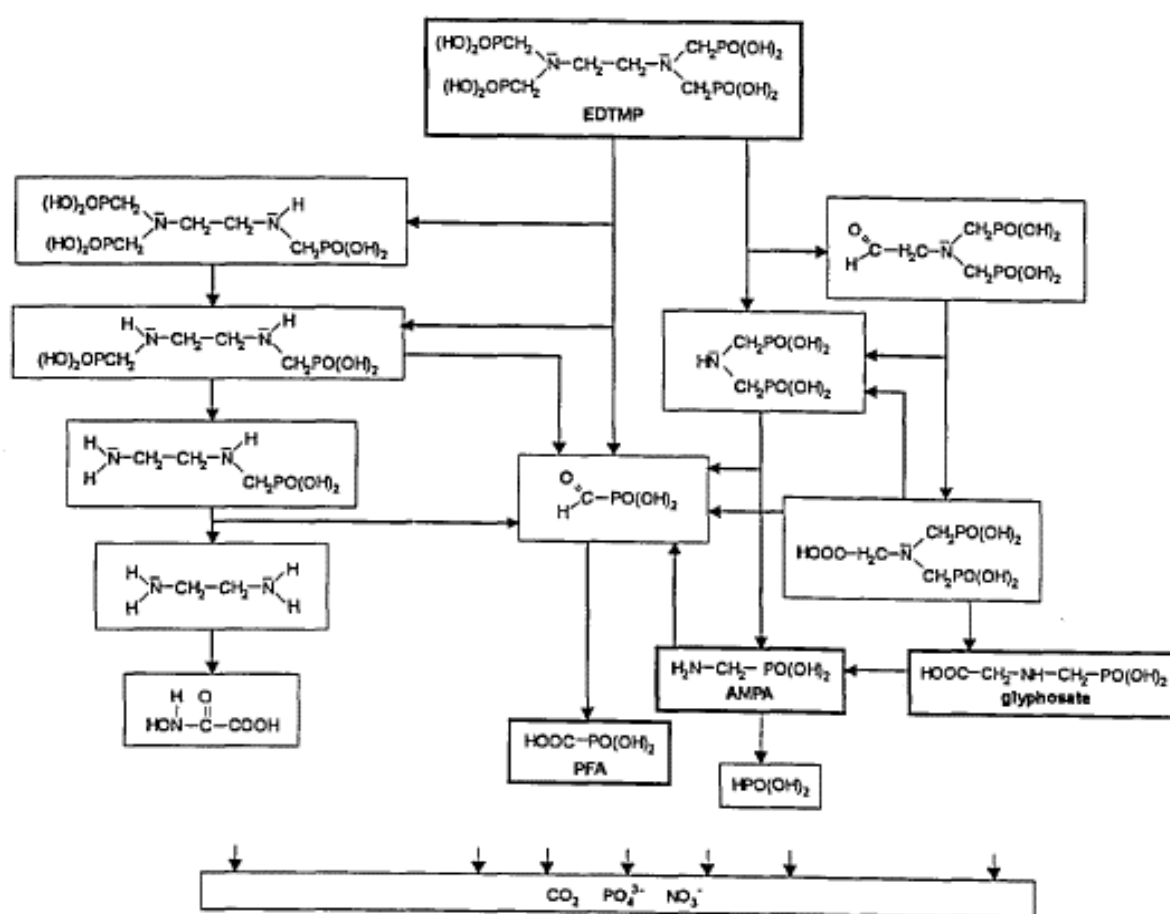 (HO)₂OPCH₂ CH₂PO(OH)₂
N̄—CH₂—CH₂—N̄
(HO)₂OPCH₂ CH₂PO(OH)₂
EDTMP
(HO)₂OPCH₂ H
N̄—CH₂—CH₂—N̄
(HO)₂OPCH₂ CH₂PO(OH)₂
O CH₂PO(OH)₂
C—H₂C—N̄
H CH₂PO(OH)₂
H H
N̄—CH₂—CH₂—N̄
(HO)₂OPCH₂ CH₂PO(OH)₂
CH₂PO(OH)₂
HN̄
CH₂PO(OH)₂
H H
N̄—CH₂—CH₂—N̄
H CH₂PO(OH)₂
O
C—PO(OH)₂
H
CH₂PO(OH)₂
HOOO—H₂C—N̄
CH₂PO(OH)₂
H H
N̄—CH₂—CH₂—N̄
H H
H O
HON—C—COOH
HOOC—PO(OH)₂
PFA
H₂N—CH₂—PO(OH)₂
AMPA
HOOC—CH₂—NH—CH₂—PO(OH)₂
glyphosate
HPO(OH)₂
CO₂ PO₄³⁻ NO₃⁻